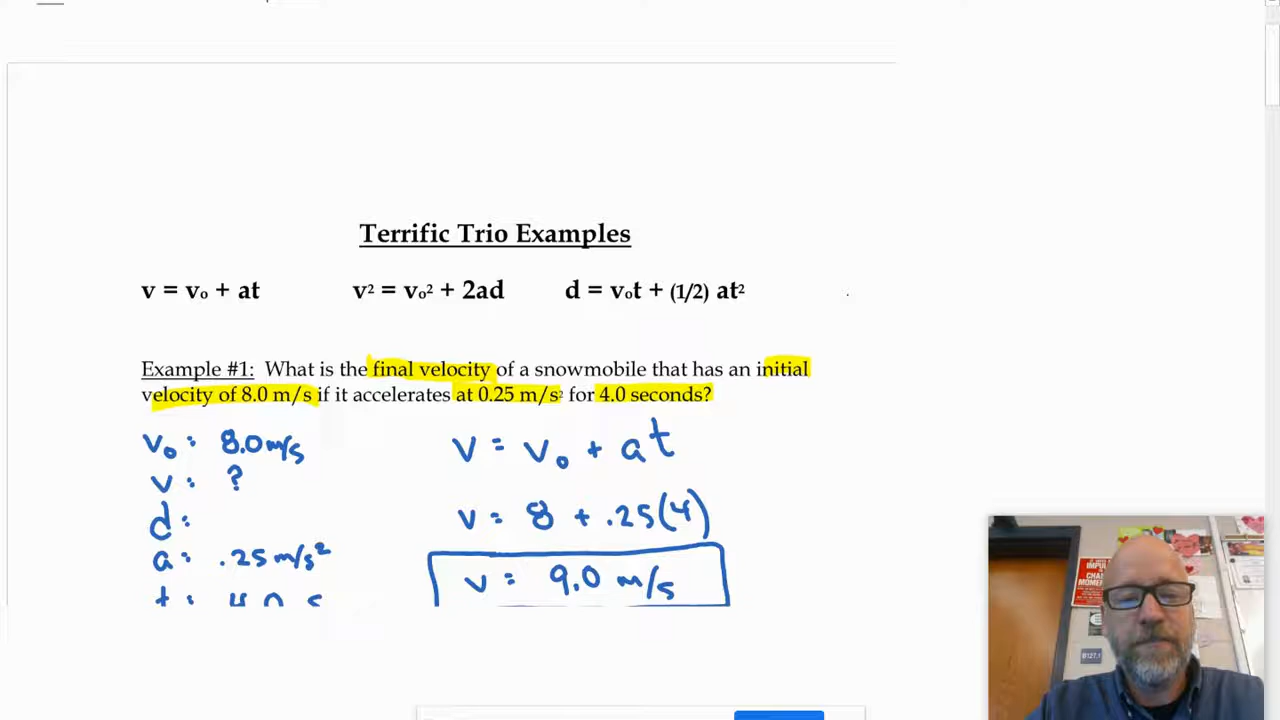 Terrific Trio Examples
v = v₀ + at v² = v₀² + 2ad d = v₀t + (1/2) at²
Example #1: What is the final velocity of a snowmobile that has an initial
velocity of 8.0 m/s if it accelerates at 0.25 m/s² for 4.0 seconds?
v₀: 8.0 m/s
v: ?
d:
a: .25 m/s²
v = v₀ + at
v = 8 + .25(4)
v = 9.0 m/s
B127.1